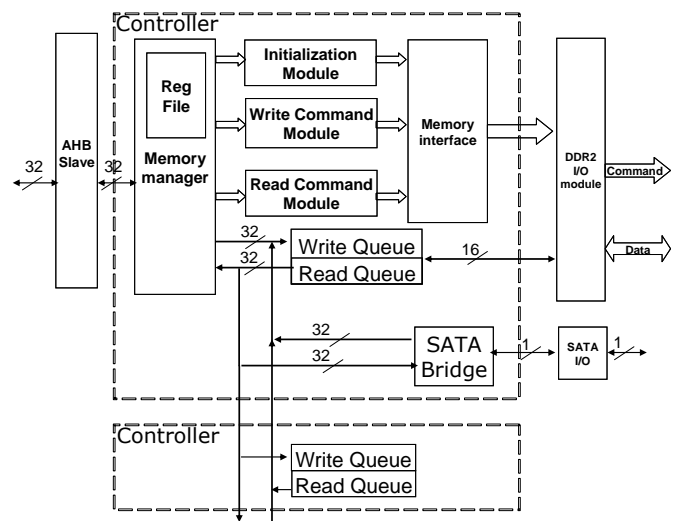 Controller
Initialization
Module
Reg
File
Write Command
Module
Memory
interface
AHB
Slave
Memory
manager
DDR2
I/O
module
Read Command
Module
32
32
Command
32
Write Queue
16
Data
32
Read Queue
32
SATA
Bridge
1
SATA
I/O
1
32
Controller
Write Queue
Read Queue